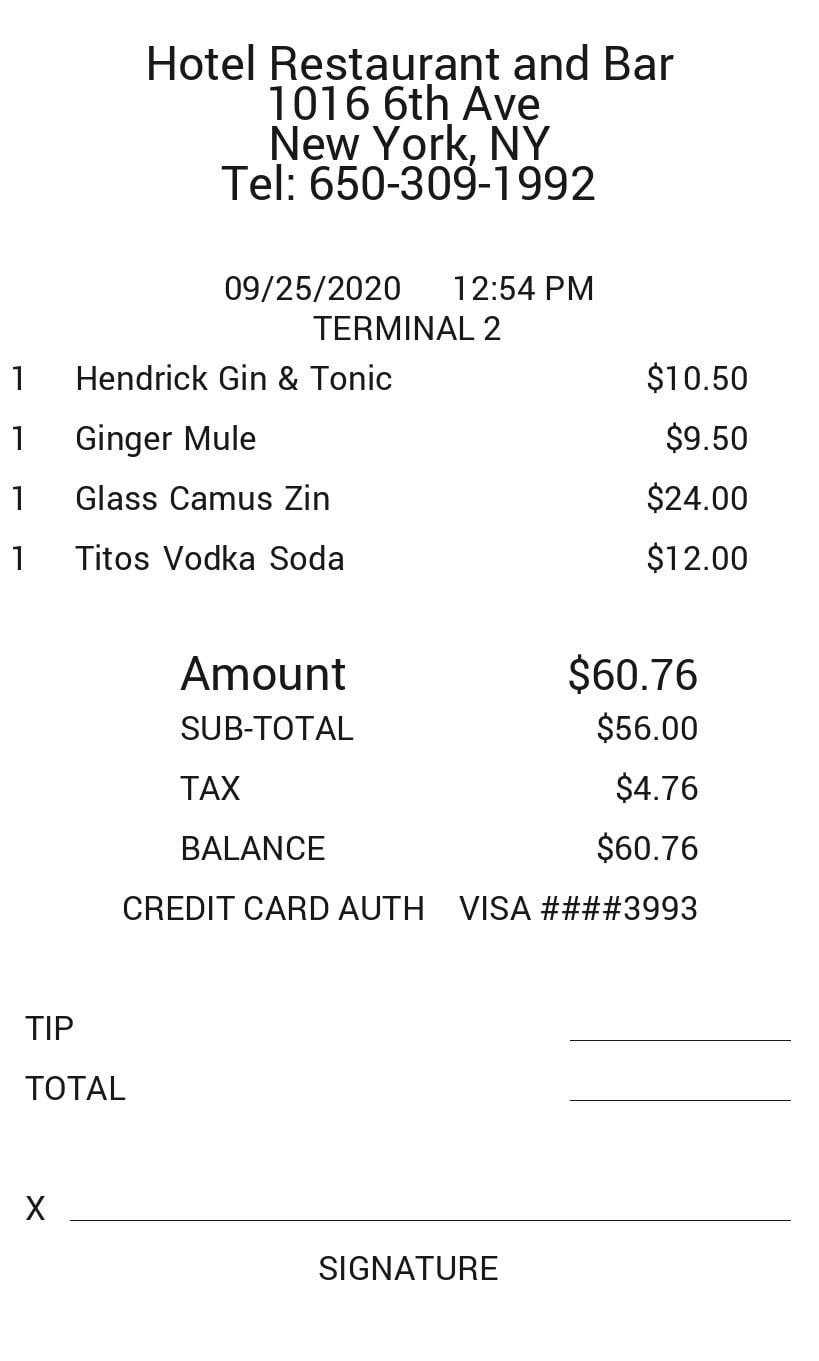 Hotel Restaurant and Bar
1016 6th Ave
New York, NY
Tel: 650-309-1992
09/25/2020 12:54 PM
TERMINAL 2
1 Hendrick Gin & Tonic $10.50
1 Ginger Mule $9.50
1 Glass Camus Zin $24.00
1 Titos Vodka Soda $12.00
Amount $60.76
SUB-TOTAL $56.00
TAX $4.76
BALANCE $60.76
CREDIT CARD AUTH VISA ####3993
TIP
TOTAL
X
SIGNATURE